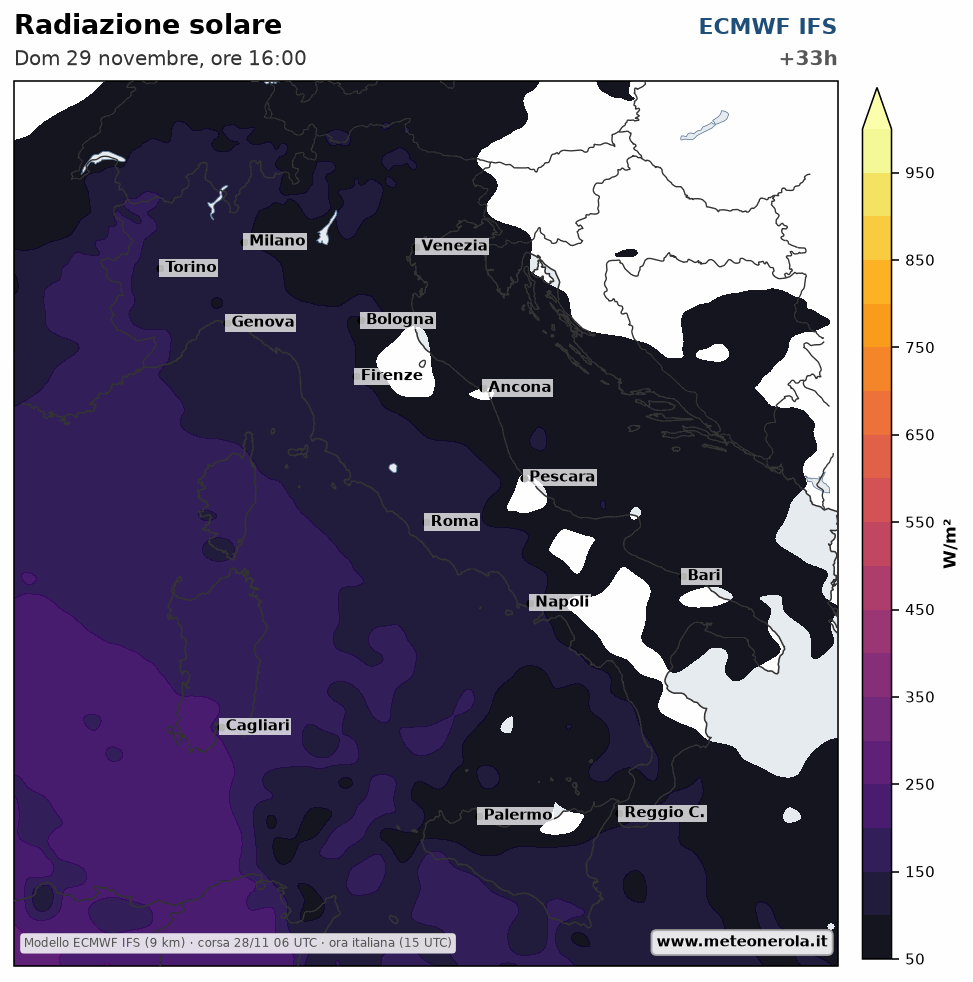 Radiazione solare
ECMWF IFS
Dom 29 novembre, ore 16:00
+33h
Milano
Venezia
Torino
Genova
Bologna
Firenze
Ancona
Pescara
Roma
Bari
Napoli
Cagliari
Palermo
Reggio C.
950
850
750
650
550
450
350
250
150
50
W/m²
Modello ECMWF IFS (9 km) · corsa 28/11 06 UTC · ora italiana (15 UTC)
www.meteonerola.it